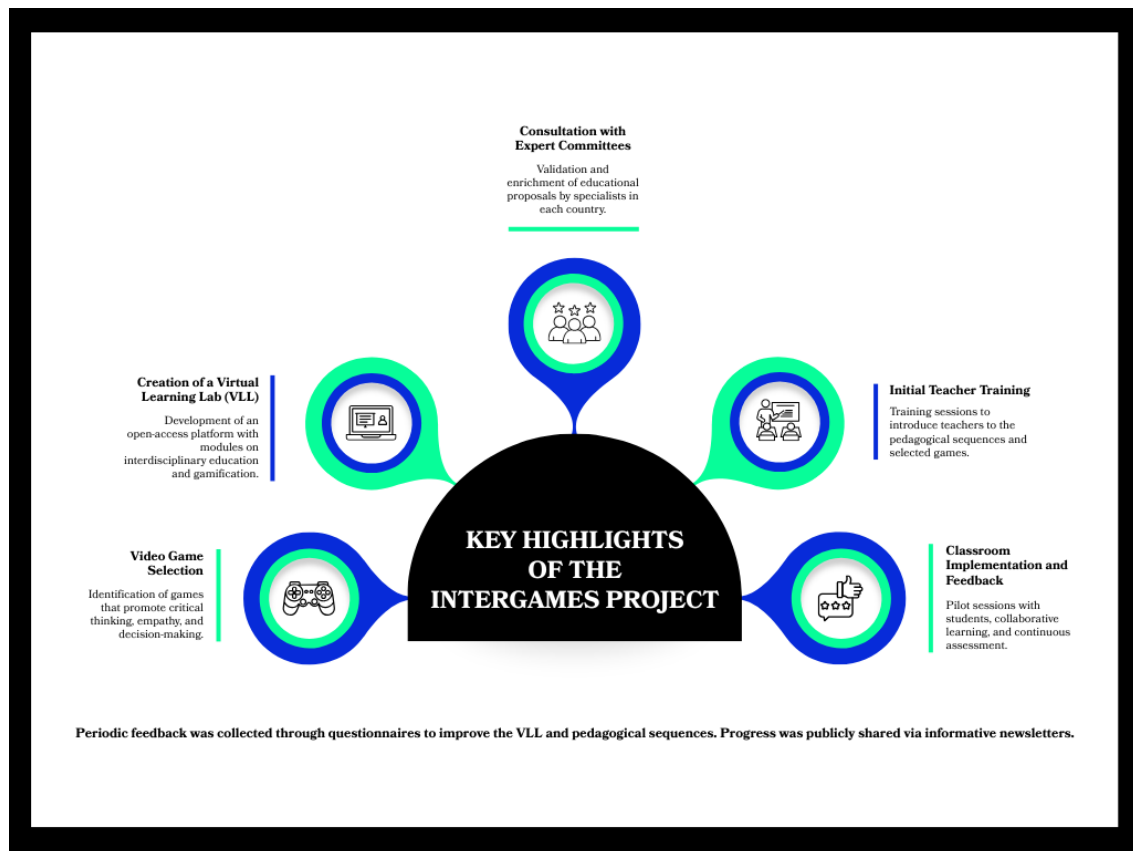 Consultation with
Expert Committees
Validation and
enrichment of educational
proposals by specialists in
each country.
Creation of a Virtual
Learning Lab (VLL)
Development of an
open-access platform with
modules on
interdisciplinary education
and gamification.
Initial Teacher Training
Training sessions to
introduce teachers to the
pedagogical sequences and
selected games.
Video Game
Selection
Identification of games
that promote critical
thinking, empathy, and
decision-making.
KEY HIGHLIGHTS
OF THE
INTERGAMES PROJECT
Classroom
Implementation and
Feedback
Pilot sessions with
students, collaborative
learning, and continuous
assessment.
Periodic feedback was collected through questionnaires to improve the VLL and pedagogical sequences. Progress was publicly shared via informative newsletters.